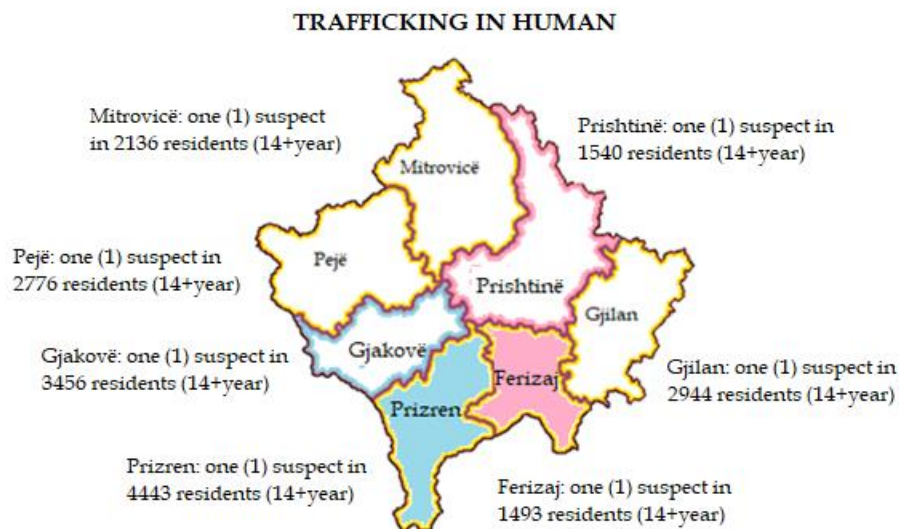 TRAFFICKING IN HUMAN
Mitrovicë: one (1) suspect
in 2136 residents (14+year)
Prishtinë: one (1) suspect in
1540 residents (14+year)
Mitrovicë
Pejë: one (1) suspect in
2776 residents (14+year)
Pejë
Prishtinë
Gjilan
Gjakovë: one (1) suspect in
3456 residents (14+year)
Gjakovë
Ferizaj
Gjilan: one (1) suspect in
2944 residents (14+year)
Prizren
Prizren: one (1) suspect in
4443 residents (14+year)
Ferizaj: one (1) suspect in
1493 residents (14+year)